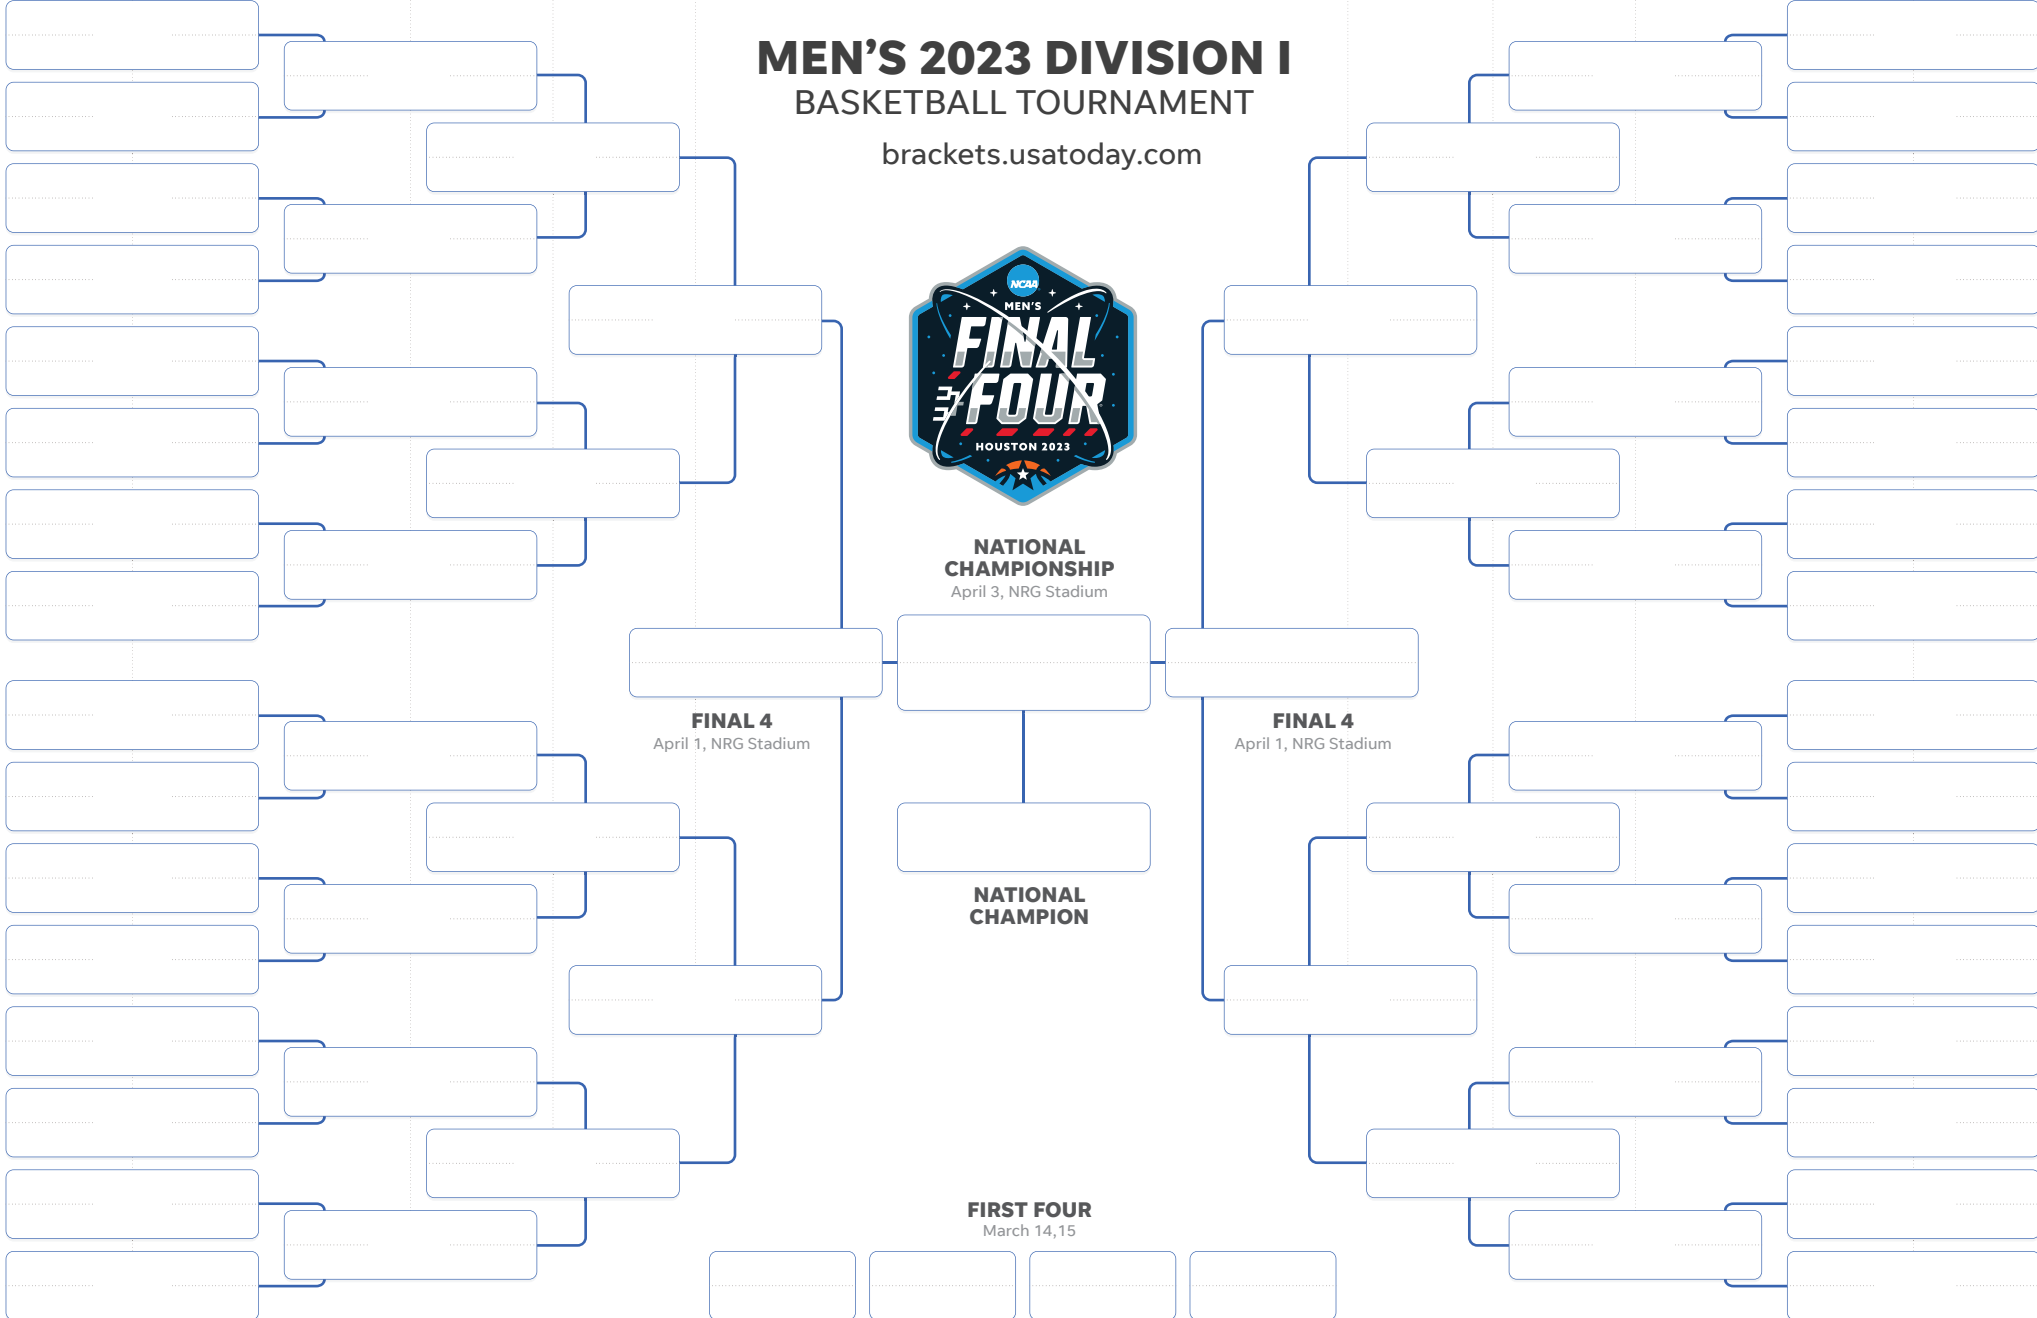 MEN'S 2023 DIVISION I
BASKETBALL TOURNAMENT
brackets.usatoday.com
NCAA
MEN'S
FINAL
FOUR
HOUSTON 2023
NATIONAL
CHAMPIONSHIP
April 3, NRG Stadium
FINAL 4
April 1, NRG Stadium
FINAL 4
April 1, NRG Stadium
NATIONAL
CHAMPION
FIRST FOUR
March 14,15